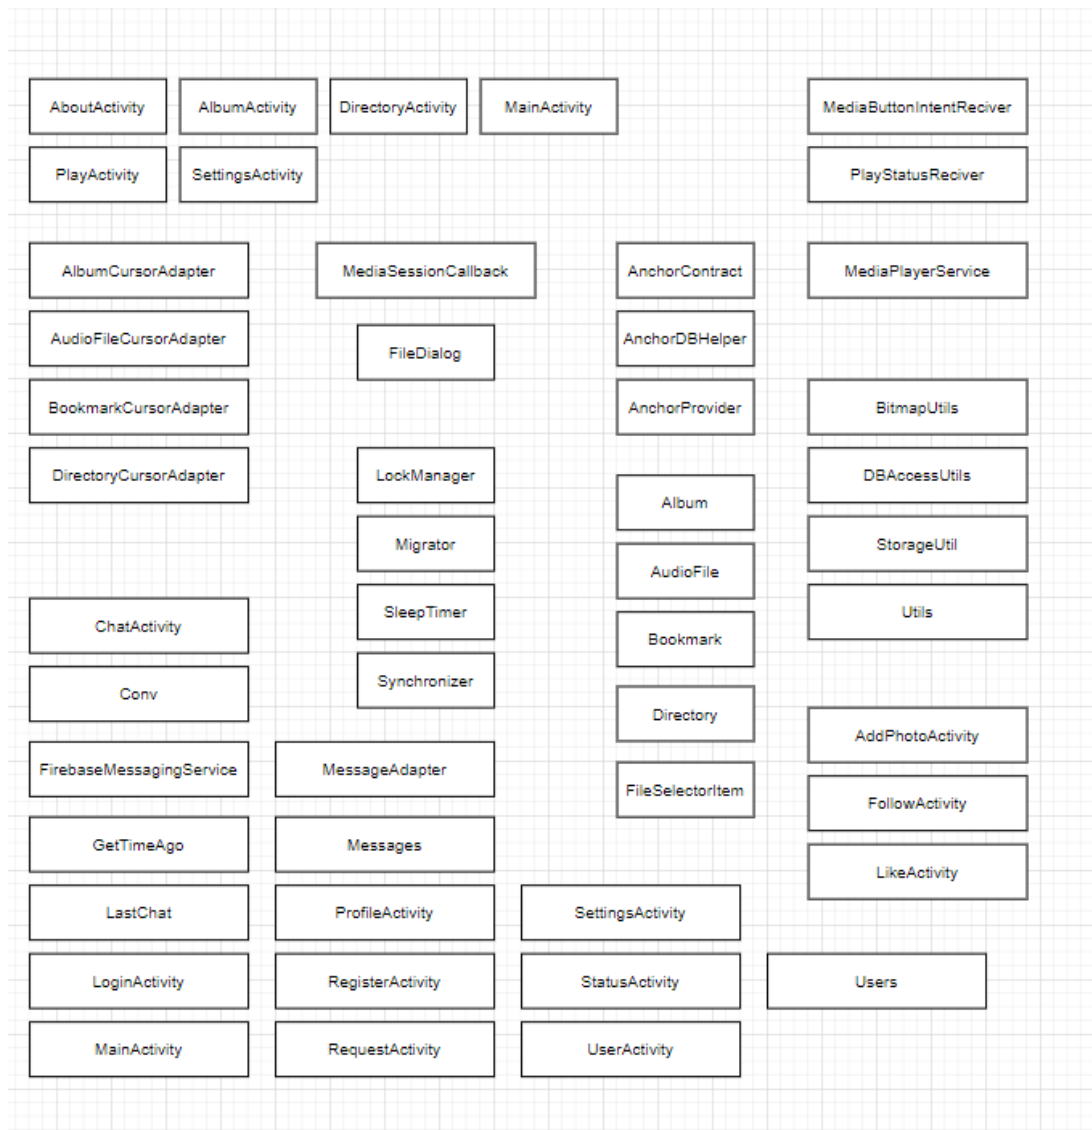 AboutActivity
AlbumActivity
DirectoryActivity
MainActivity
MediaButtonIntentReciver
PlayActivity
SettingsActivity
PlayStatusReciver
AlbumCursorAdapter
MediaSessionCallback
AnchorContract
MediaPlayerService
AudioFileCursorAdapter
FileDialog
AnchorDBHelper
BookmarkCursorAdapter
AnchorProvider
BitmapUtils
DirectoryCursorAdapter
LockManager
Album
DBAccessUtils
Migrator
AudioFile
StorageUtil
ChatActivity
SleepTimer
Bookmark
Utils
Conv
Synchronizer
Directory
AddPhotoActivity
FirebaseMessagingService
MessageAdapter
FileSelectorItem
FollowActivity
GetTimeAgo
Messages
LikeActivity
LastChat
ProfileActivity
SettingsActivity
LoginActivity
RegisterActivity
StatusActivity
Users
MainActivity
RequestActivity
UserActivity